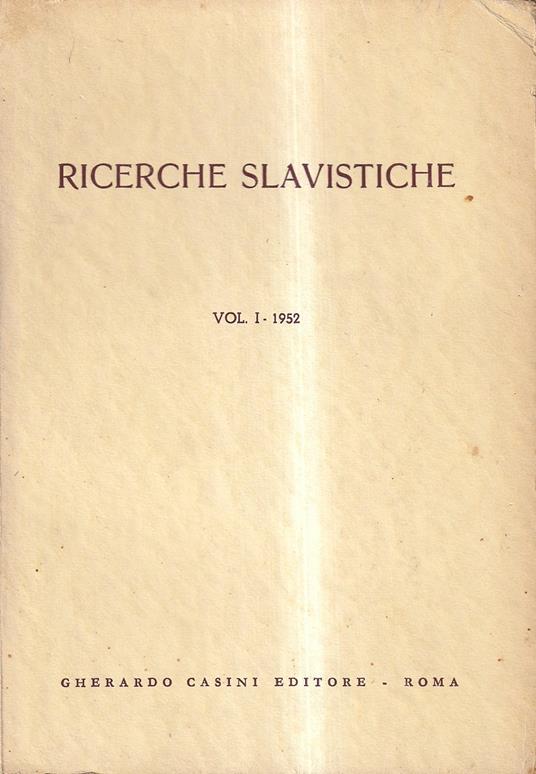 RICERCHE SLAVISTICHE
VOL. I - 1952
GHERARDO CASINI EDITORE - ROMA